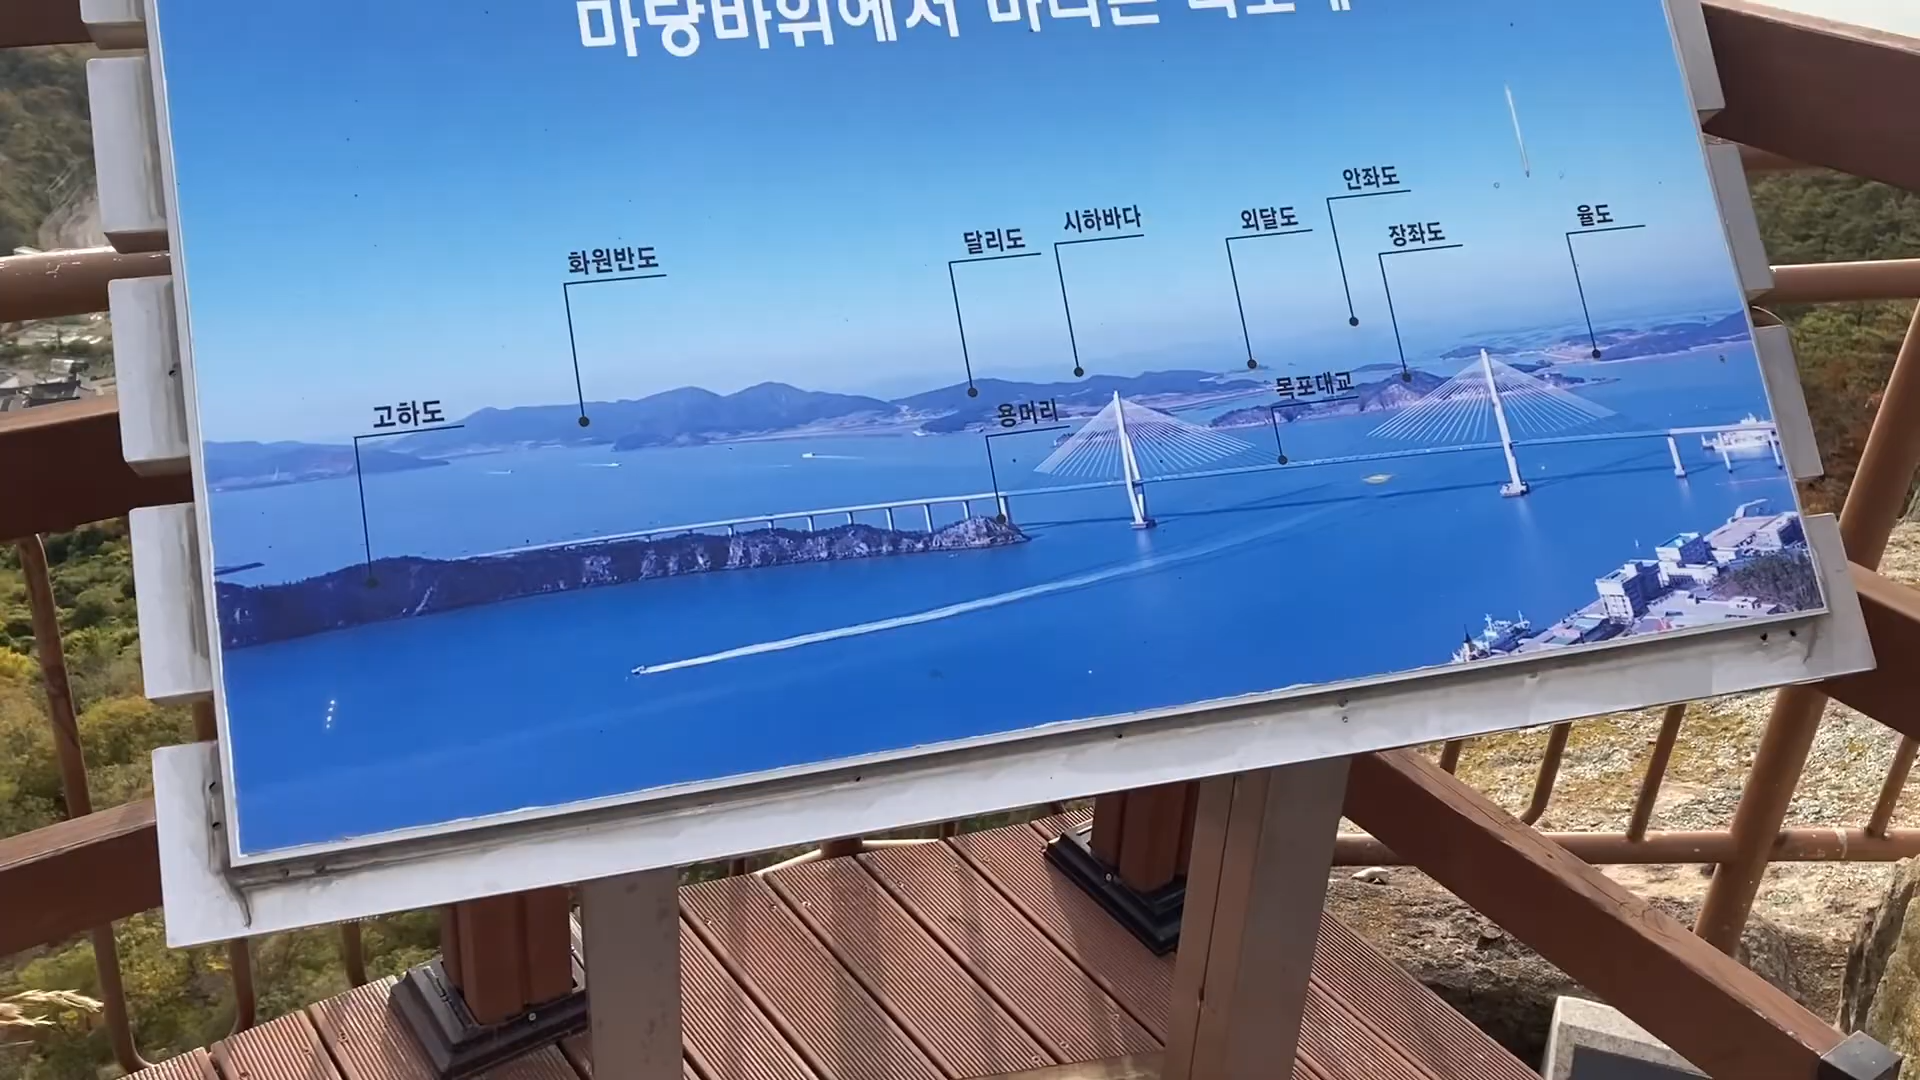 마당바위에서
안좌도
시하바다
외달도
율도
달리도
장좌도
화원반도
목포대교
고하도
용머리